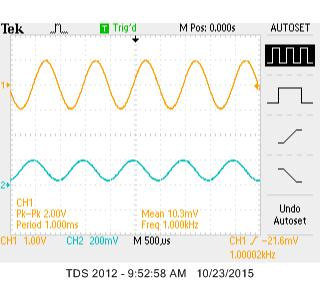 Tek Trig'd M Pos: 0.000s AUTOSET
1
2
CH1
Pk-Pk 2.00V Mean 10.3mV
Period 1.000ms Freq 1.000kHz
Undo
Autoset
CH1 1.00V CH2 200mV M 500µs CH1 / -21.6mV
1.00002kHz
TDS 2012 - 9:52:58 AM 10/23/2015